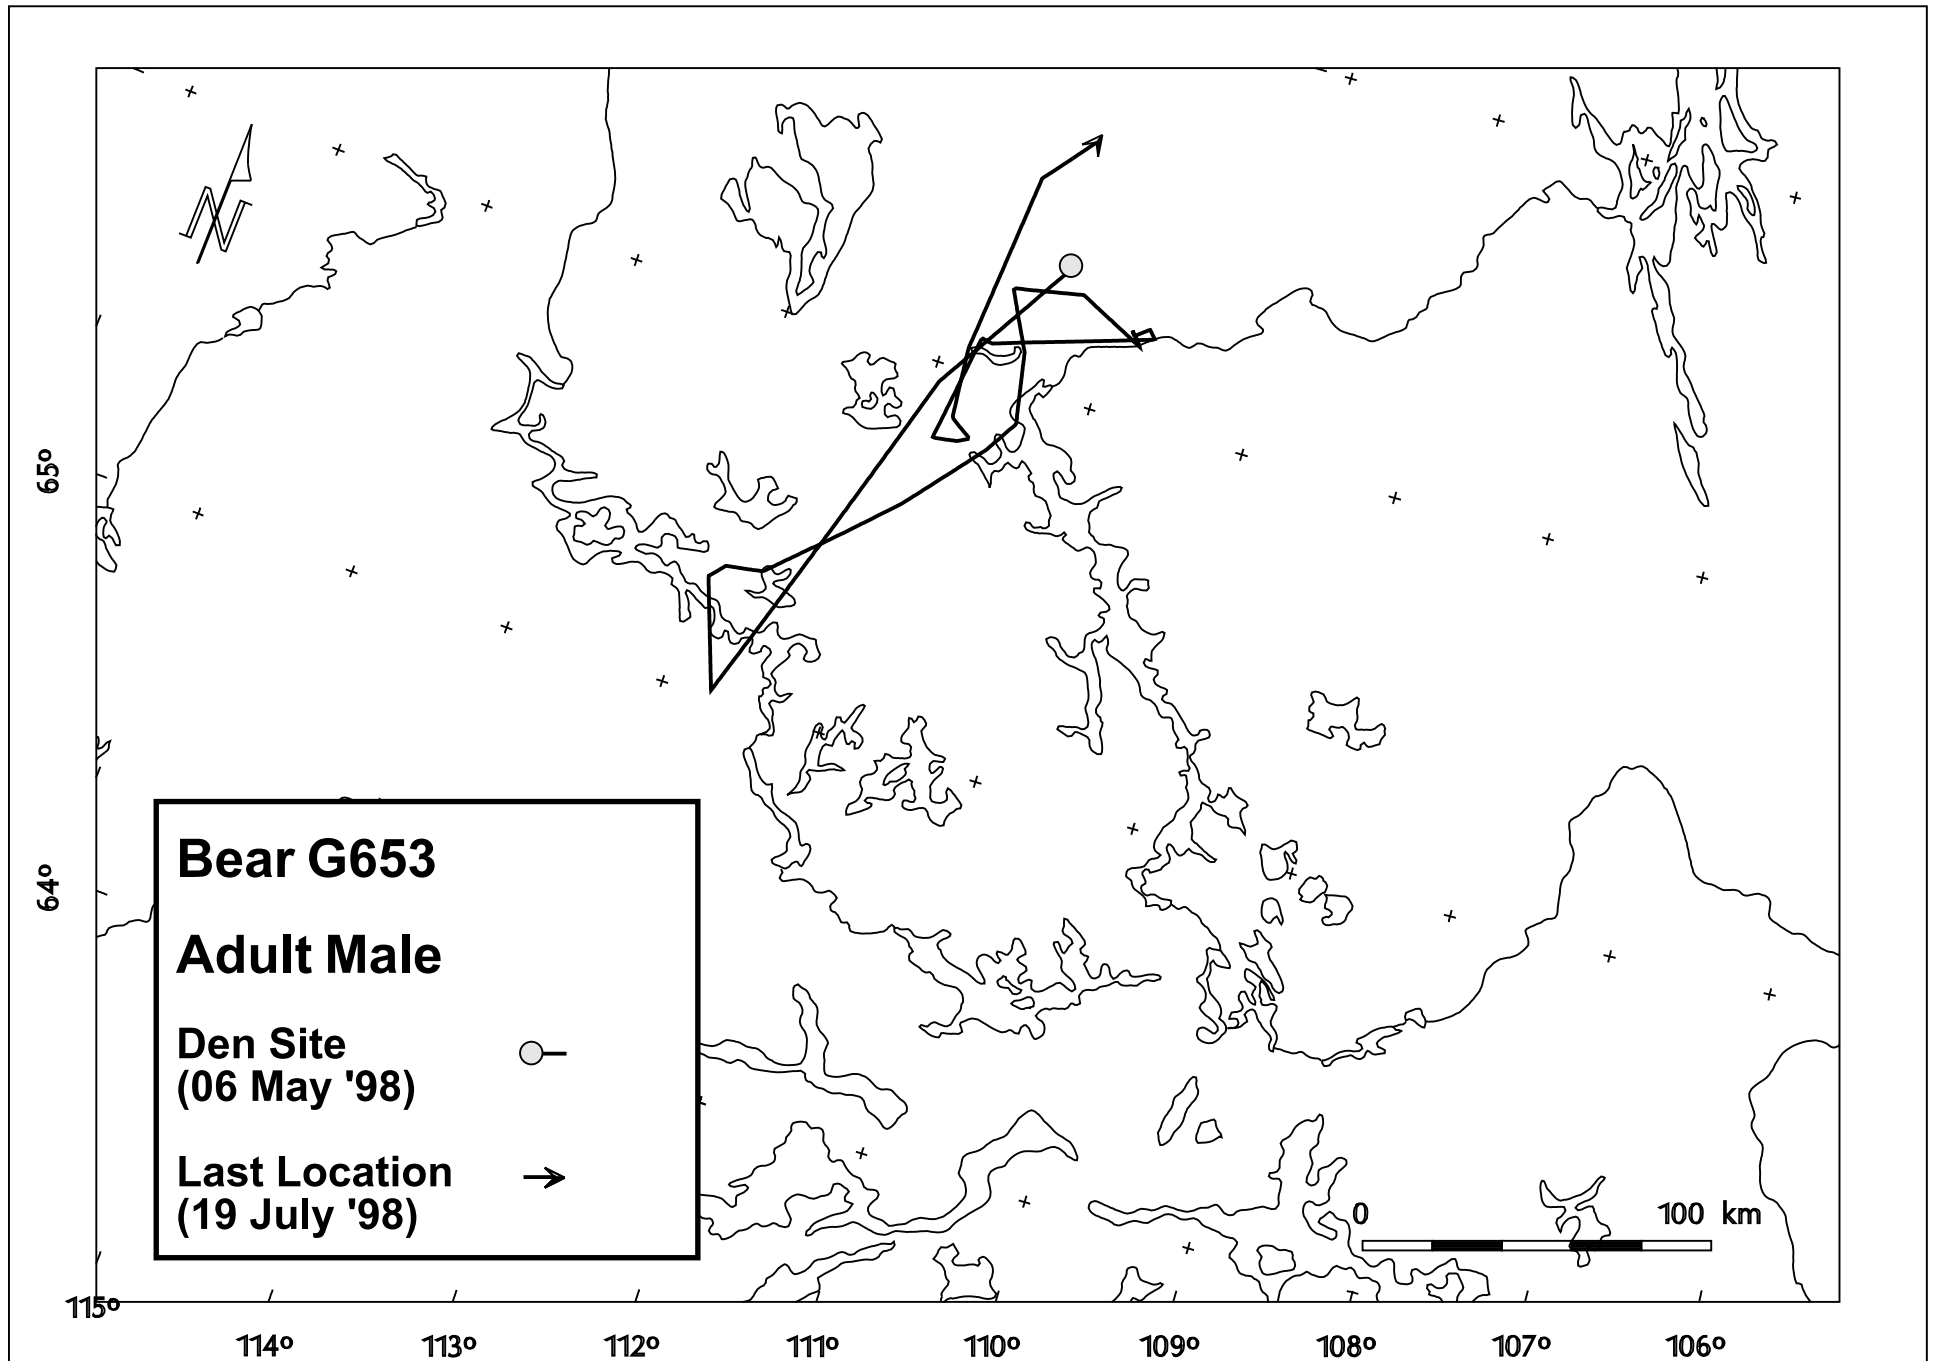 N
65º
64º
Bear G653
Adult Male
Den Site
(06 May '98)
Last Location
(19 July '98)
0 100 km
115º
114º 113º 112º 111º 110º 109º 108º 107º 106º